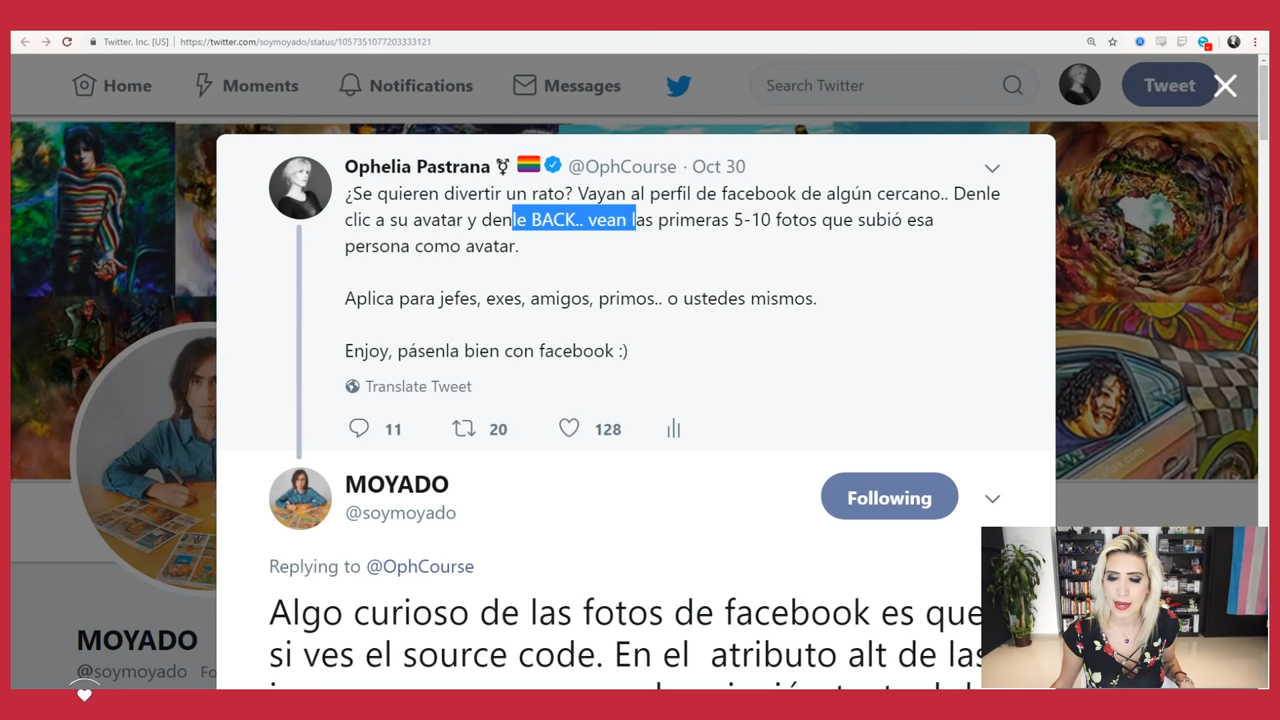 Twitter, Inc. [US] | https://twitter.com/soymoyado/status/1057351077203333121
Home Moments Notifications Messages Search Twitter Tweet
Ophelia Pastrana @OphCourse · Oct 30
¿Se quieren divertir un rato? Vayan al perfil de facebook de algún cercano.. Denle
clic a su avatar y denle BACK.. vean las primeras 5-10 fotos que subió esa
persona como avatar.
Aplica para jefes, exes, amigos, primos.. o ustedes mismos.
Enjoy, pásenla bien con facebook :)
Translate Tweet
11 20 128
MOYADO
@soymoyado
Following
Replying to @OphCourse
Algo curioso de las fotos de facebook es que
si ves el source code. En el atributo alt de las
MOYADO
@soymoyado Fo